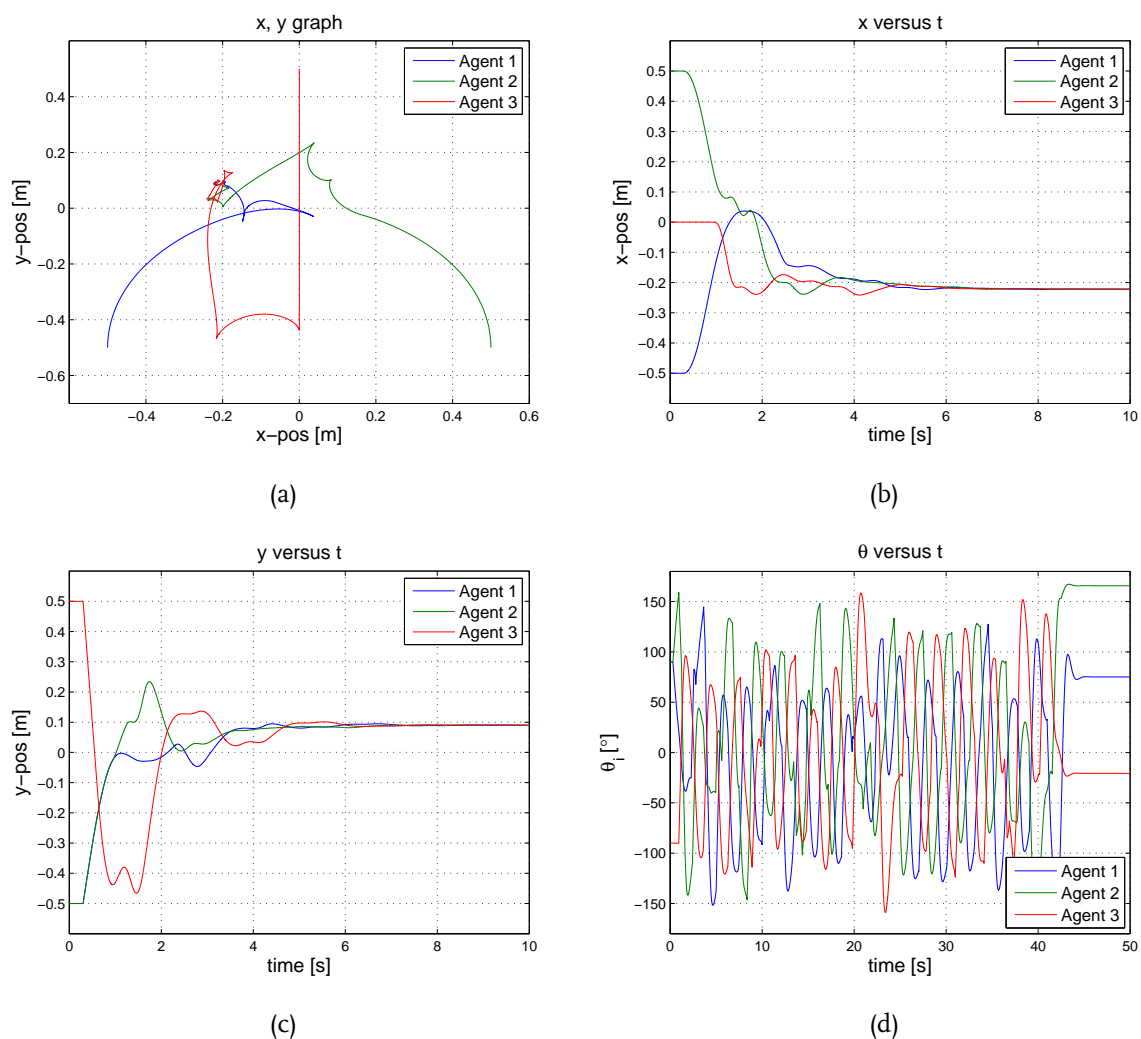 x, y graph
Agent 1
Agent 2
Agent 3
0.4
0.2
0
−0.2
−0.4
−0.6
y−pos [m]
−0.4
−0.2
0
0.2
0.4
0.6
x−pos [m]
(a)
x versus t
Agent 1
Agent 2
Agent 3
0.5
0.4
0.3
0.2
0.1
0
−0.1
−0.2
−0.3
−0.4
−0.5
x−pos [m]
0
2
4
6
8
10
time [s]
(b)
y versus t
Agent 1
Agent 2
Agent 3
0.5
0.4
0.3
0.2
0.1
0
−0.1
−0.2
−0.3
−0.4
−0.5
y−pos [m]
0
2
4
6
8
10
time [s]
(c)
θ versus t
150
100
50
0
−50
−100
−150
θi [°]
Agent 1
Agent 2
Agent 3
0
10
20
30
40
50
time [s]
(d)